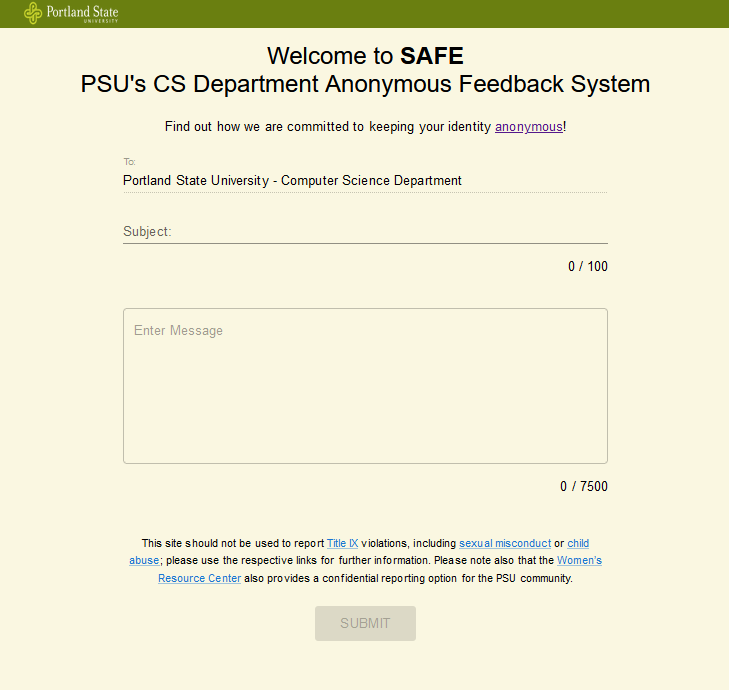 Portland State
UNIVERSITY
Welcome to SAFE
PSU's CS Department Anonymous Feedback System
Find out how we are committed to keeping your identity anonymous!
To:
Portland State University - Computer Science Department
Subject:
0 / 100
Enter Message
0 / 7500
This site should not be used to report Title IX violations, including sexual misconduct or child
abuse; please use the respective links for further information. Please note also that the Women's
Resource Center also provides a confidential reporting option for the PSU community.
SUBMIT